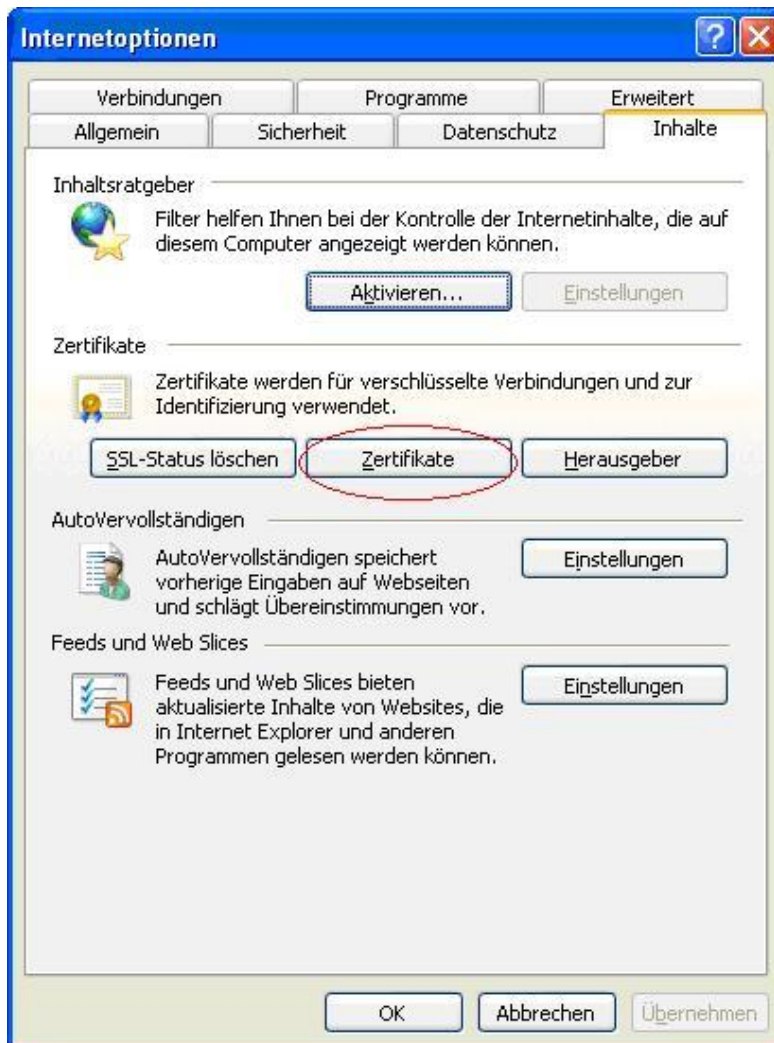 Internetoptionen
?
Verbindungen Programme Erweitert
Allgemein Sicherheit Datenschutz Inhalte
Inhaltsratgeber
Filter helfen Ihnen bei der Kontrolle der Internetinhalte, die auf
diesem Computer angezeigt werden können.
Aktivieren... Einstellungen
Zertifikate
Zertifikate werden für verschlüsselte Verbindungen und zur
Identifizierung verwendet.
SSL-Status löschen Zertifikate Herausgeber
AutoVervollständigen
AutoVervollständigen speichert
vorherige Eingaben auf Webseiten
und schlägt Übereinstimmungen vor.
Einstellungen
Feeds und Web Slices
Feeds und Web Slices bieten
aktualisierte Inhalte von Websites, die
in Internet Explorer und anderen
Programmen gelesen werden können.
Einstellungen
OK Abbrechen Übernehmen